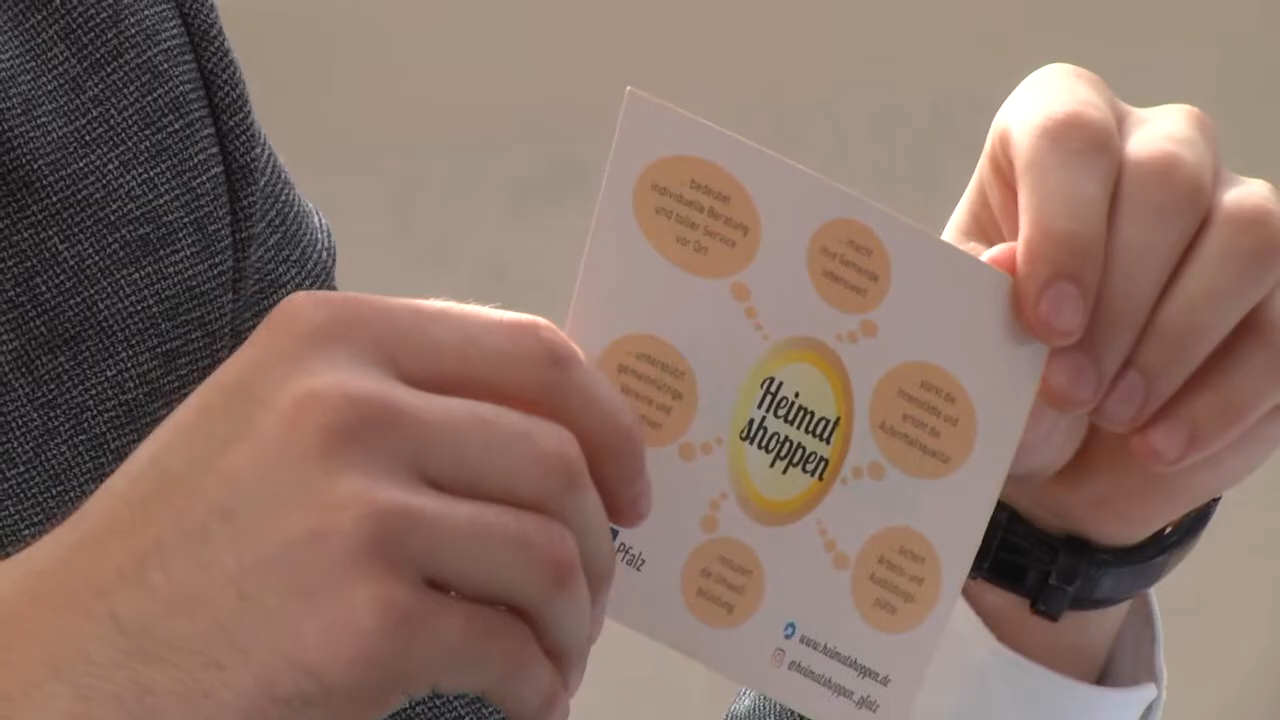 ... bedeutet
individuelle Beratung
und toller Service
vor Ort
... macht
Ihre Gemeinde
lebenswert
... unterstützt
gemeinnützige
Vereine und
Heimat
shoppen
stärkt die
Innenstädte und
erhöht die
Aufenthaltsqualität
reduziert
die Umwelt-
belastung
sichert
Arbeits- und
Ausbildungs-
plätze
Pfalz
www.heimatshoppen.de
@heimatshoppen_pfalz